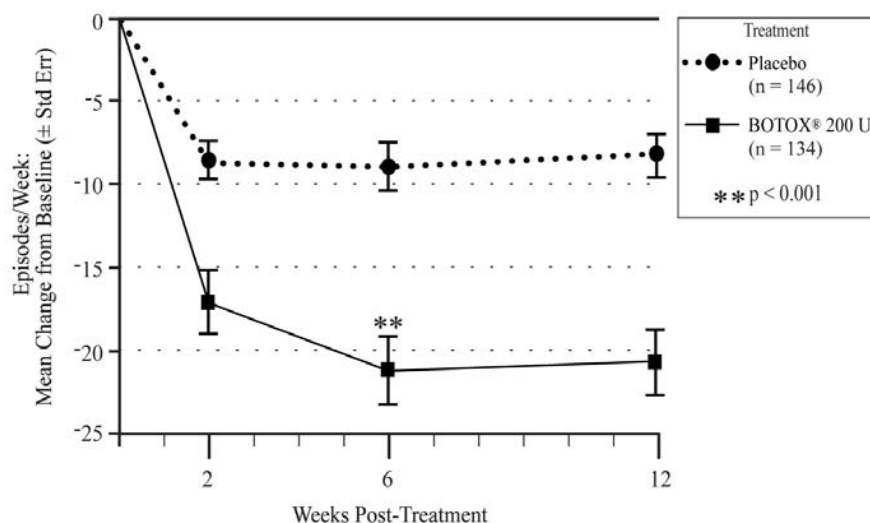 0
-5
-10
-15
-20
-25
Episodes/Week:
Mean Change from Baseline (± Std Err)
2
6
12
Weeks Post-Treatment
**
Treatment
Placebo
(n = 146)
BOTOX® 200 U
(n = 134)
** p < 0.001